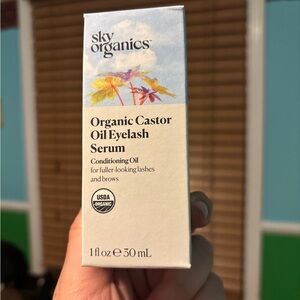 sky
organics
Organic Castor
Oil Eyelash
Serum
Conditioning Oil
for fuller-looking lashes
and brows
USDA
ORGANIC
1 fl oz ℮ 30 mL